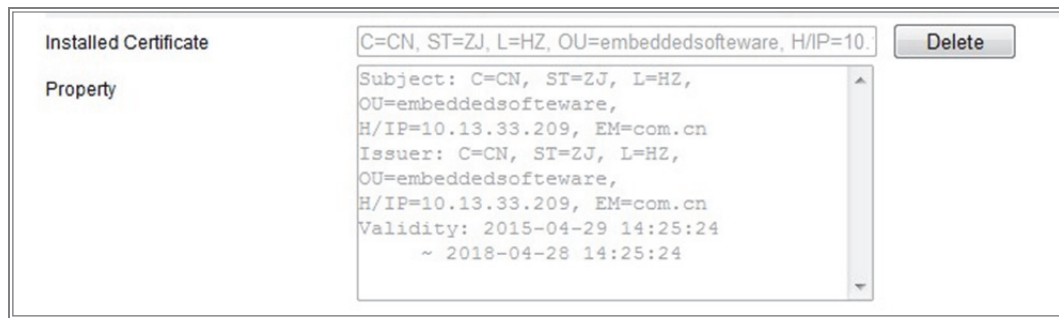 Installed Certificate C=CN, ST=ZJ, L=HZ, OU=embeddedsofteware, H/IP=10. Delete
Property
Subject: C=CN, ST=ZJ, L=HZ,
OU=embeddedsofteware,
H/IP=10.13.33.209, EM=com.cn
Issuer: C=CN, ST=ZJ, L=HZ,
OU=embeddedsofteware,
H/IP=10.13.33.209, EM=com.cn
Validity: 2015-04-29 14:25:24
~ 2018-04-28 14:25:24